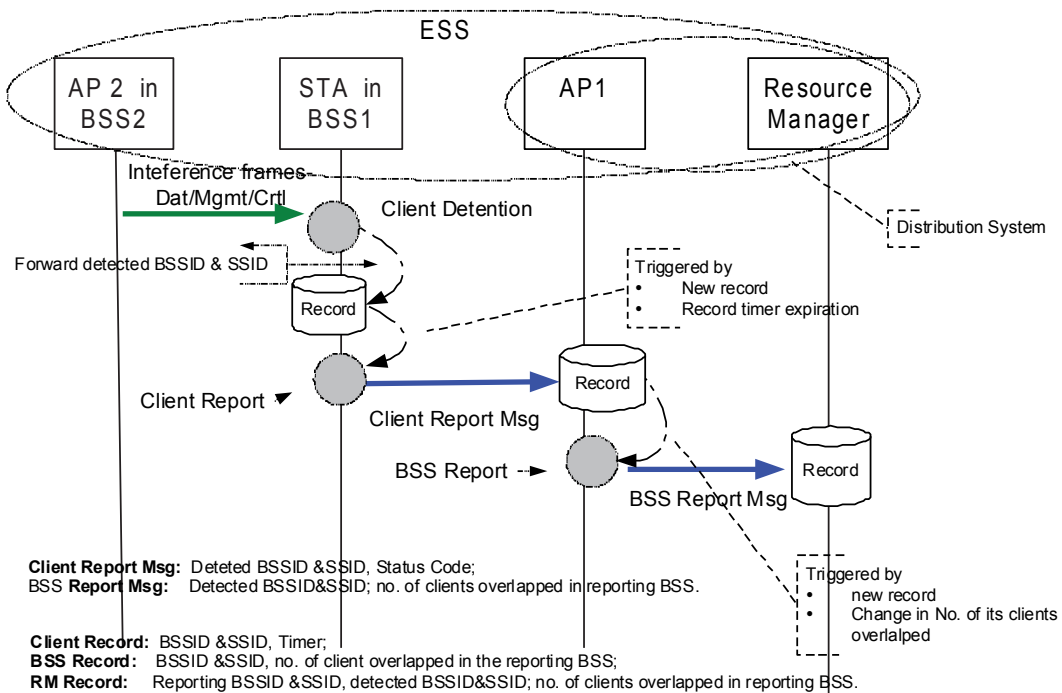 ESS
AP 2 in
BSS2
STA in
BSS1
AP1
Resource
Manager
Inteference frames
Dat/Mgmt/Crtl
Client Detention
Distribution System
Forward detected BSSID & SSID
Triggered by
• New record
• Record timer expiration
Record
Record
Client Report
Client Report Msg
BSS Report
Record
BSS Report Msg
Client Report Msg: Deteted BSSID &SSID, Status Code;
BSS Report Msg: Detected BSSID&SSID; no. of clients overlapped in reporting BSS.
Triggered by
• new record
• Change in No. of its clients
overlalped
Client Record: BSSID &SSID, Timer;
BSS Record: BSSID &SSID, no. of client overlapped in the reporting BSS;
RM Record: Reporting BSSID &SSID, detected BSSID&SSID; no. of clients overlapped in reporting BSS.